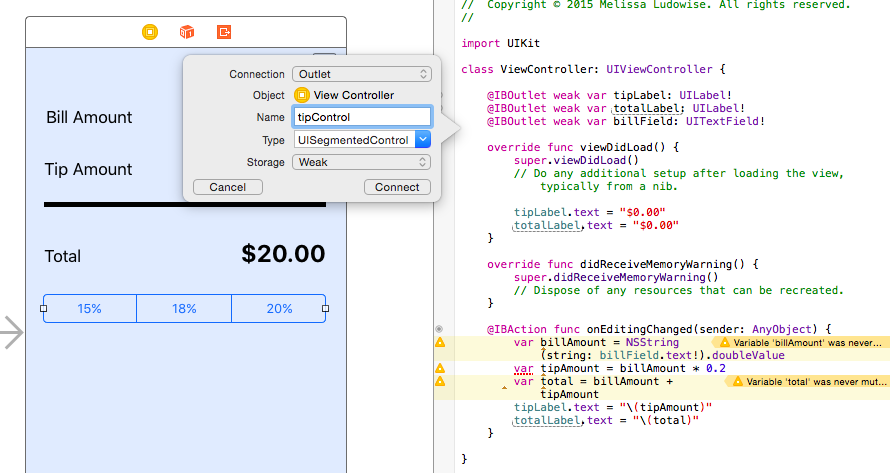 Connection Outlet
Object View Controller
Name tipControl
Type UISegmentedControl
Storage Weak
Cancel Connect
Bill Amount
Tip Amount
Total $20.00
15% 18% 20%
//  Copyright © 2015 Melissa Ludowise. All rights reserved.
//
import UIKit
class ViewController: UIViewController {
@IBOutlet weak var tipLabel: UILabel!
@IBOutlet weak var totalLabel: UILabel!
@IBOutlet weak var billField: UITextField!
override func viewDidLoad() {
super.viewDidLoad()
// Do any additional setup after loading the view,
typically from a nib.
tipLabel.text = "$0.00"
totalLabel.text = "$0.00"
}
override func didReceiveMemoryWarning() {
super.didReceiveMemoryWarning()
// Dispose of any resources that can be recreated.
}
@IBAction func onEditingChanged(sender: AnyObject) {
var billAmount = NSString Variable 'billAmount' was never...
(string: billField.text!).doubleValue
var tipAmount = billAmount * 0.2
var total = billAmount + Variable 'total' was never mut...
tipAmount
tipLabel.text = "\(tipAmount)"
totalLabel.text = "\(total)"
}
}